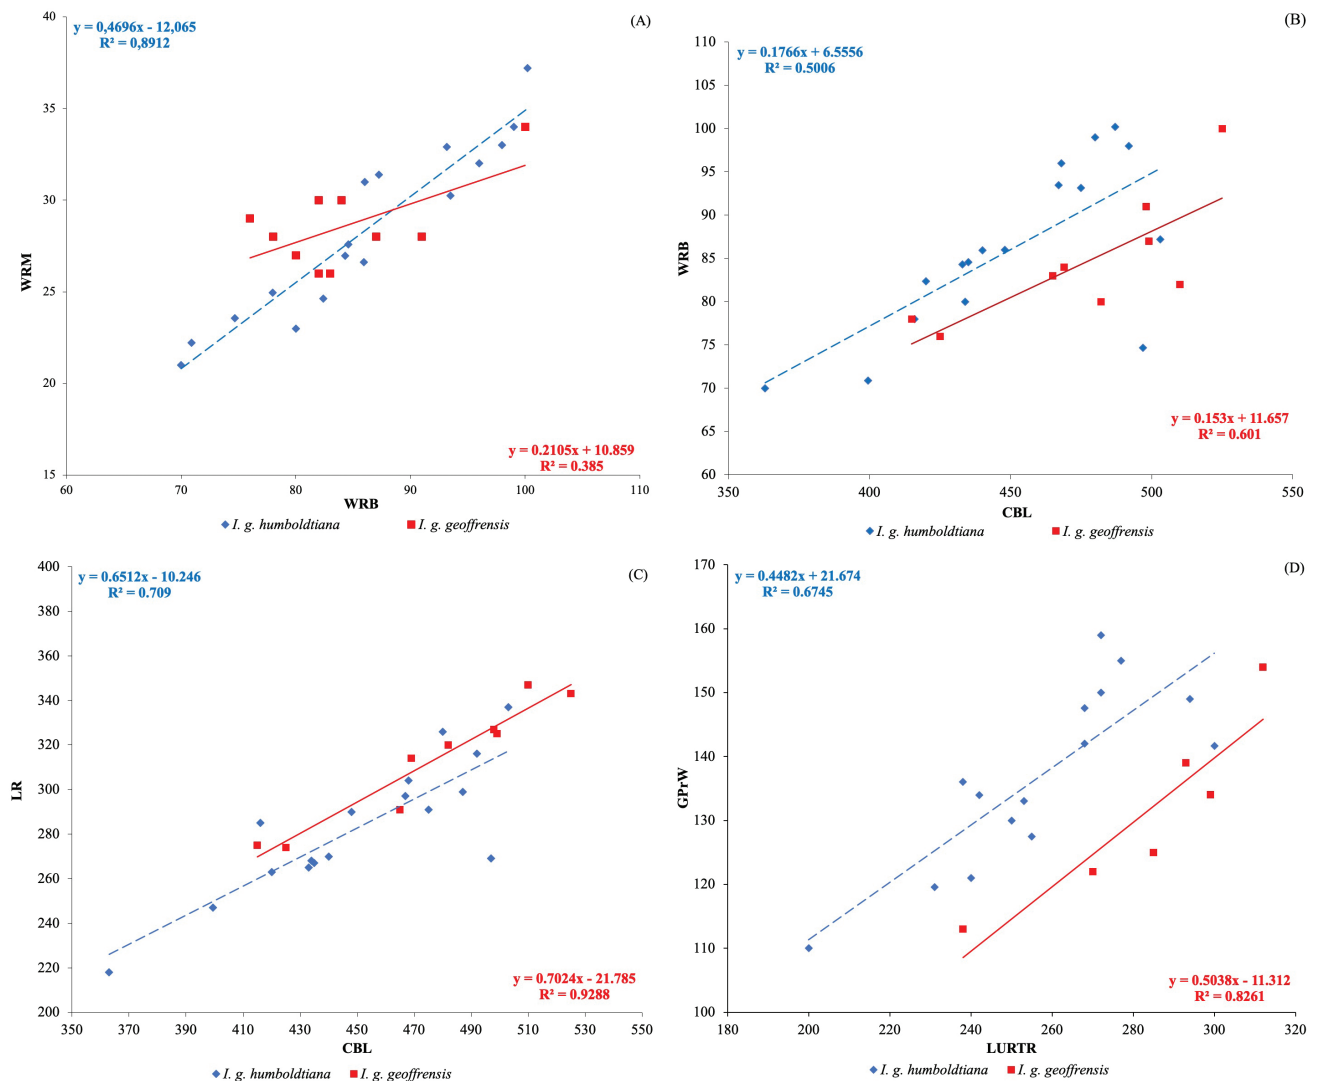 (A)
y = 0,4696x - 12,065
R² = 0,8912
40
35
30
25
20
15
WRM
60 70 80 90 100 110
WRB
y = 0.2105x + 10.859
R² = 0.385
I. g. humboldtiana I. g. geoffrensis
(B)
y = 0.1766x + 6.5556
R² = 0.5006
110
105
100
95
90
85
80
75
70
65
60
WRB
350 400 450 500 550
CBL
y = 0.153x + 11.657
R² = 0.601
I. g. humboldtiana I. g. geoffrensis
(C)
y = 0.6512x - 10.246
R² = 0.709
400
380
360
340
320
300
280
260
240
220
200
LR
350 370 390 410 430 450 470 490 510 530 550
CBL
y = 0.7024x - 21.785
R² = 0.9288
I. g. humboldtiana I. g. geoffrensis
(D)
y = 0.4482x + 21.674
R² = 0.6745
170
160
150
140
130
120
110
100
GPrW
180 200 220 240 260 280 300 320
LURTR
y = 0.5038x - 11.312
R² = 0.8261
I. g. humboldtiana I. g. geoffrensis